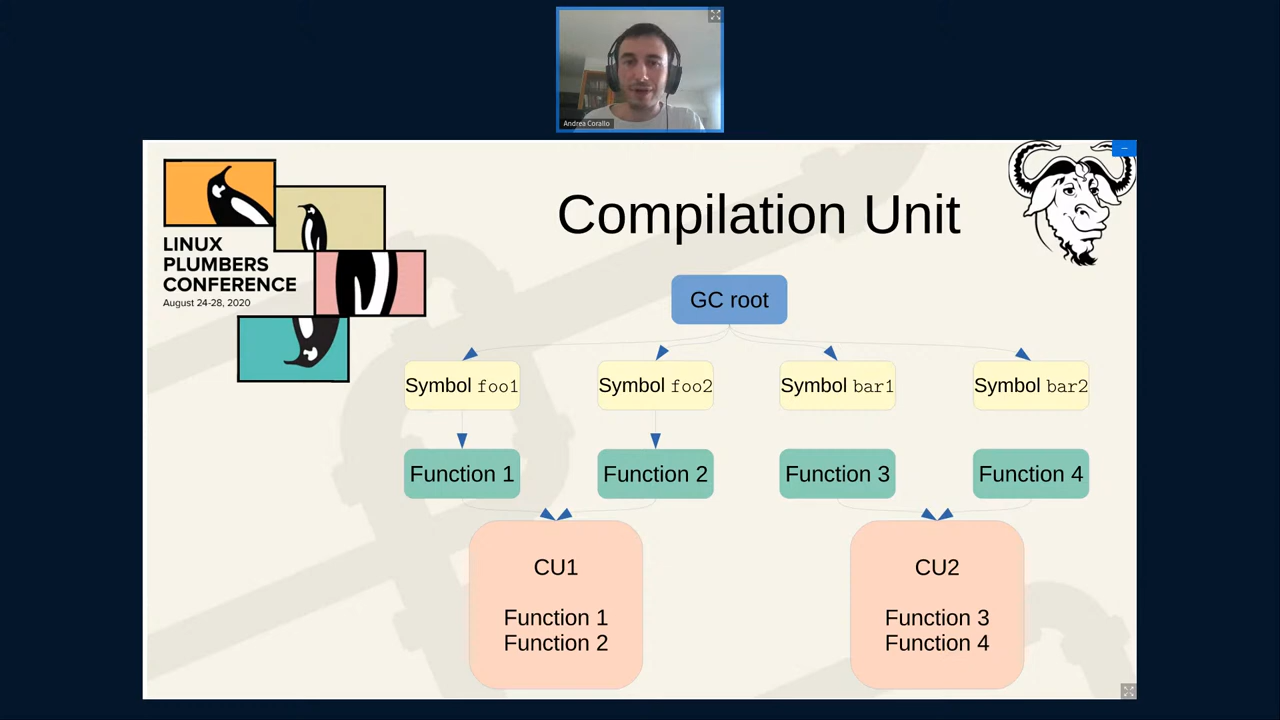 Andrea Corallo
LINUX
PLUMBERS
CONFERENCE
August 24-28, 2020
Compilation Unit
GC root
Symbol foo1
Symbol foo2
Symbol bar1
Symbol bar2
Function 1
Function 2
Function 3
Function 4
CU1
Function 1
Function 2
CU2
Function 3
Function 4